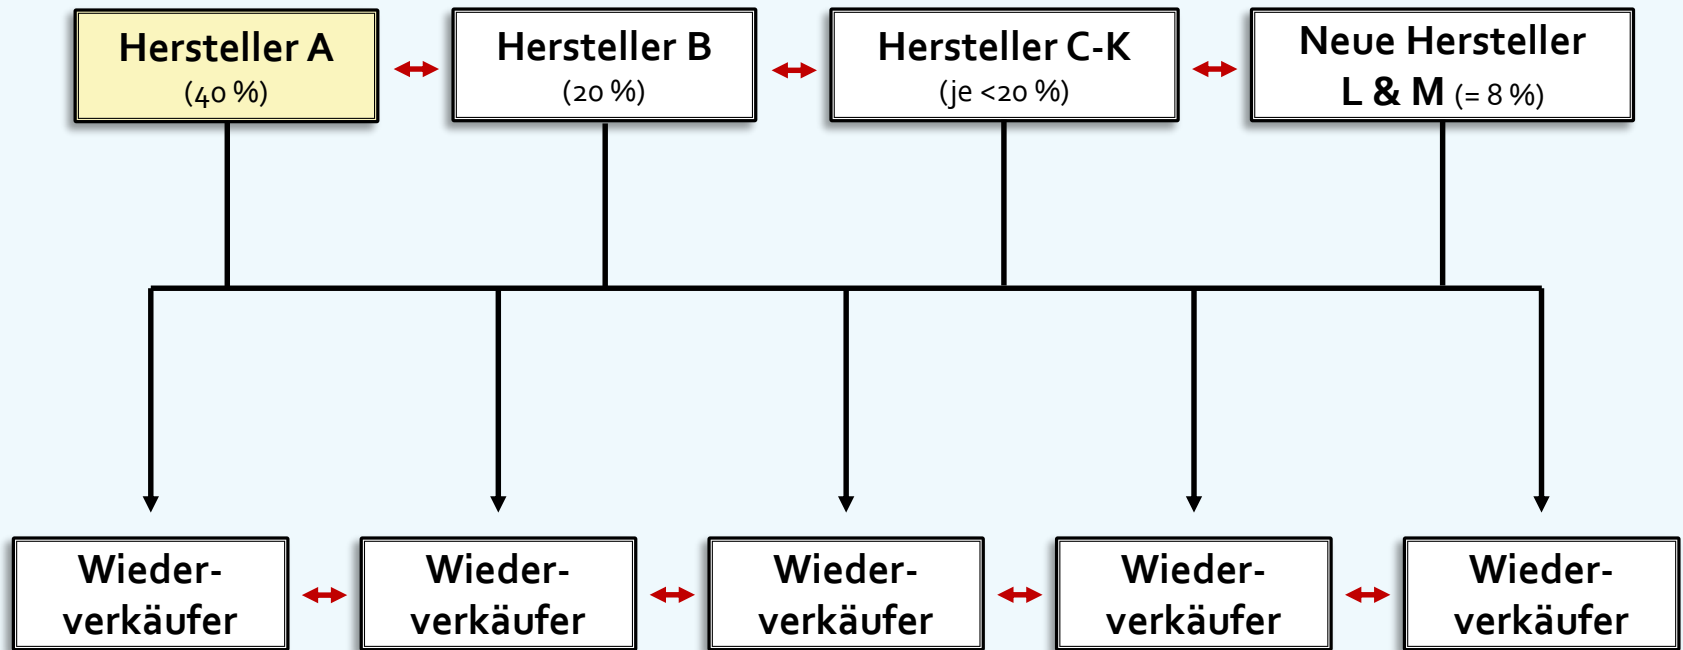 Hersteller A
(40 %)
Hersteller B
(20 %)
Hersteller C-K
(je <20 %)
Neue Hersteller
L & M (= 8 %)
Wieder-
verkäufer
Wieder-
verkäufer
Wieder-
verkäufer
Wieder-
verkäufer
Wieder-
verkäufer